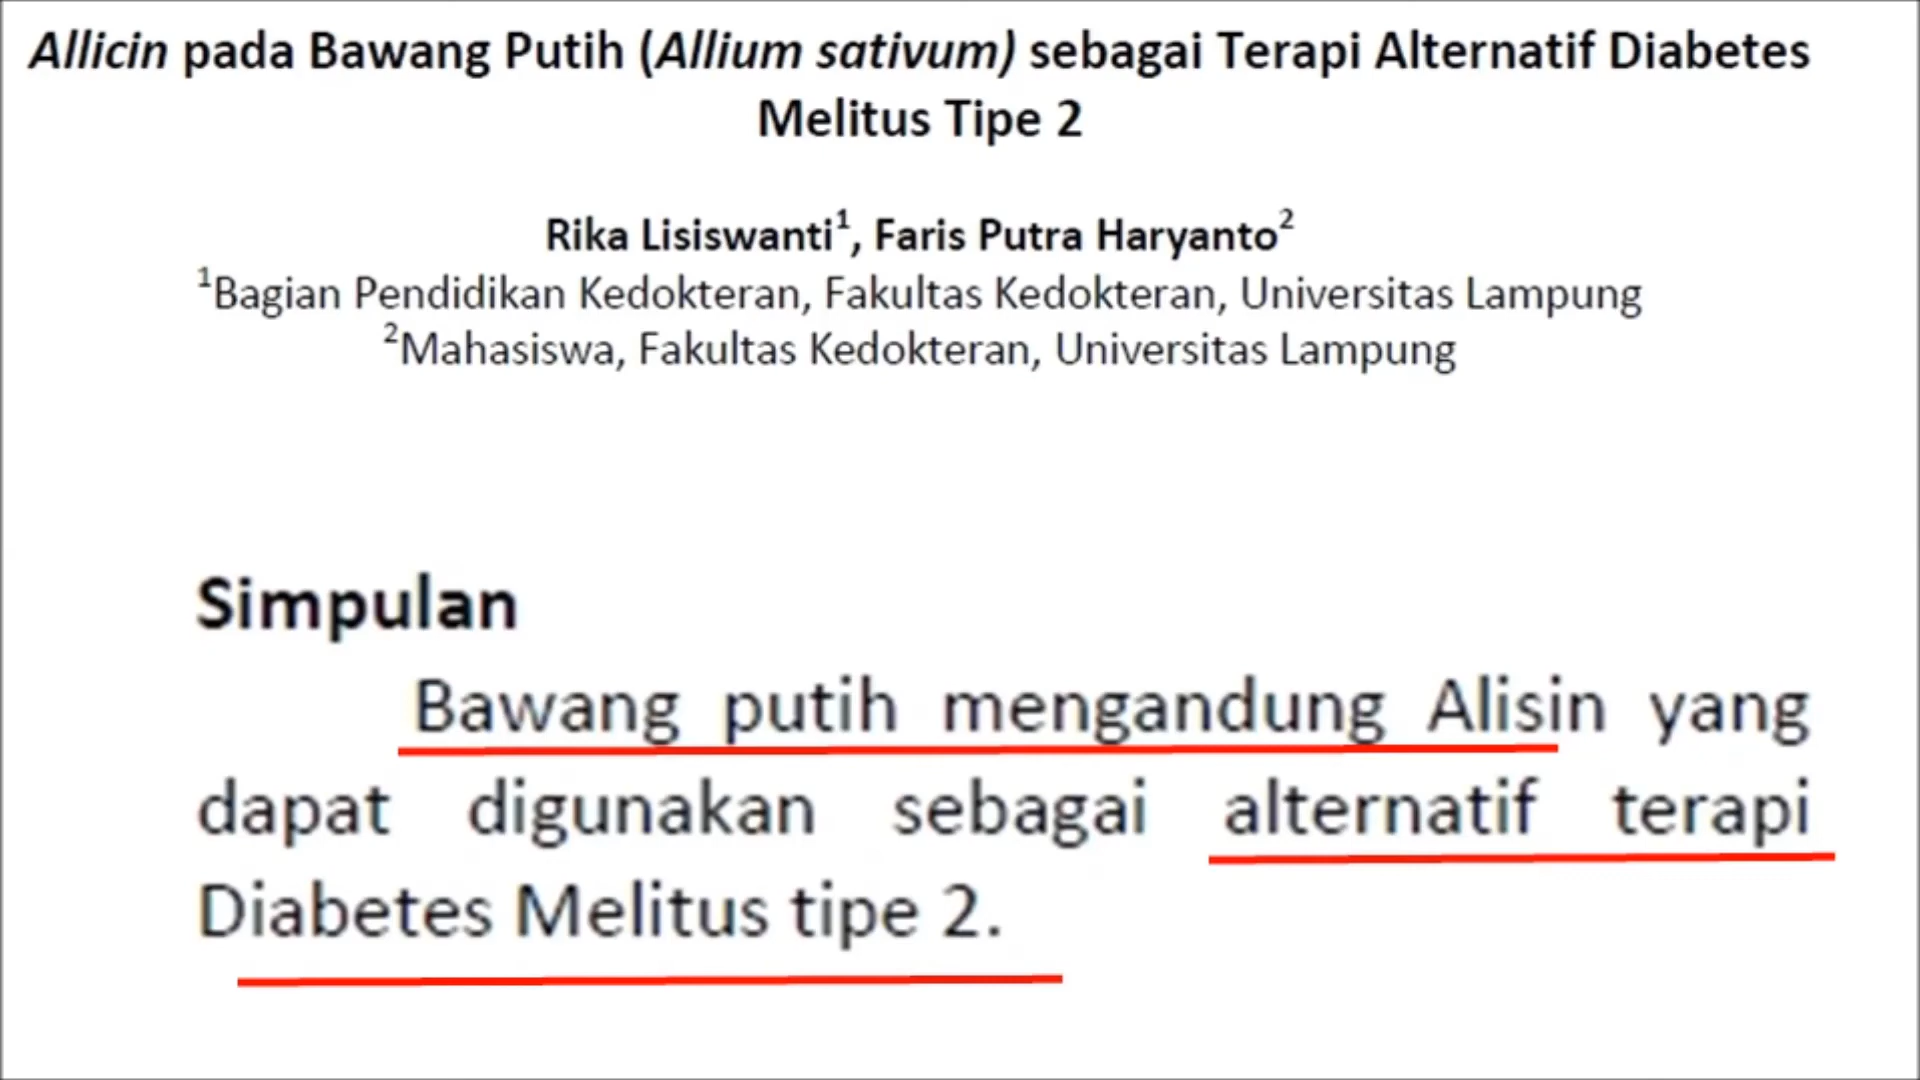 Allicin pada Bawang Putih (Allium sativum) sebagai Terapi Alternatif Diabetes
Melitus Tipe 2
Rika Lisiswanti¹, Faris Putra Haryanto²
¹Bagian Pendidikan Kedokteran, Fakultas Kedokteran, Universitas Lampung
²Mahasiswa, Fakultas Kedokteran, Universitas Lampung
Simpulan
Bawang putih mengandung Alisin yang
dapat digunakan sebagai alternatif terapi
Diabetes Melitus tipe 2.